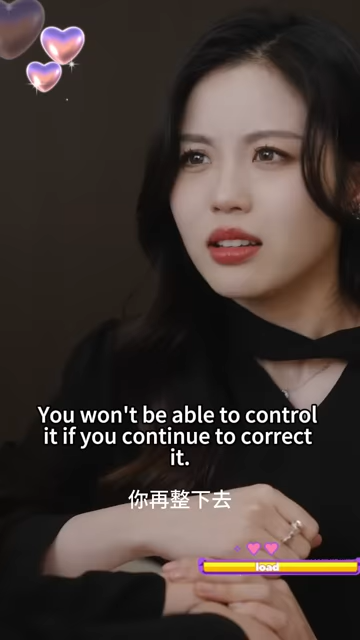 You won't be able to control
it if you continue to correct
it.
你再整下去
load